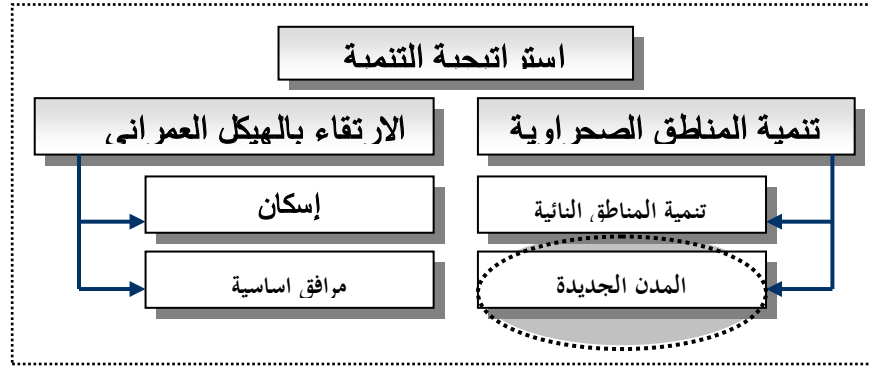 استراتيجية التنمية
تنمية المناطق الصحراوية
الارتقاء بالهيكل العمراني
تنمية المناطق النائية
إسكان
المدن الجديدة
مرافق اساسية